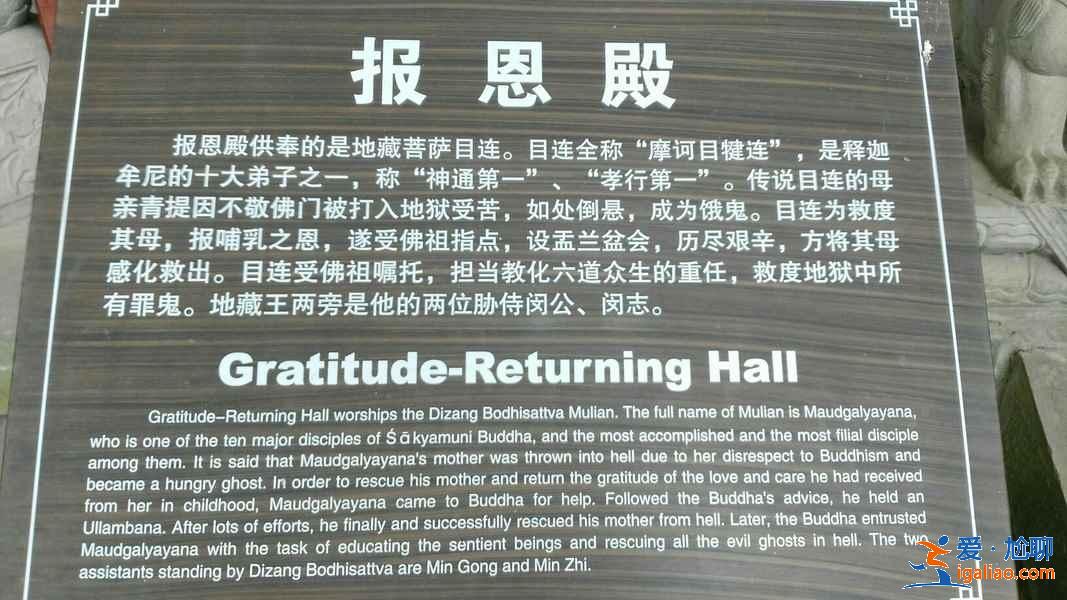 报恩殿
报恩殿供奉的是地藏菩萨目连。目连全称“摩诃目犍连”，是释迦
牟尼的十大弟子之一，称“神通第一”、“孝行第一”。传说目连的母
亲青提因不敬佛门被打入地狱受苦，如处倒悬，成为饿鬼。目连为救度
其母，报哺乳之恩，遂受佛祖指点，设盂兰盆会，历尽艰辛，方将其母
感化救出。目连受佛祖嘱托，担当教化六道众生的重任，救度地狱中所
有罪鬼。地藏王两旁是他的两位胁侍闵公、闵志。
Gratitude-Returning Hall
Gratitude-Returning Hall worships the Dizang Bodhisattva Mulian. The full name of Mulian is Maudgalyayana,
who is one of the ten major disciples of Śākyamuni Buddha, and the most accomplished and the most filial disciple
among them. It is said that Maudgalyayana's mother was thrown into hell due to her disrespect to Buddhism and
became a hungry ghost. In order to rescue his mother and return the gratitude of the love and care he had received
from her in childhood, Maudgalyayana came to Buddha for help. Followed the Buddha's advice, he held an
Ullambana. After lots of efforts, he finally and successfully rescued his mother from hell. Later, the Buddha entrusted
Maudgalyayana with the task of educating the sentient beings and rescuing all the evil ghosts in hell. The two
assistants standing by Dizang Bodhisattva are Min Gong and Min Zhi.
爱·尬聊
igaliao.com